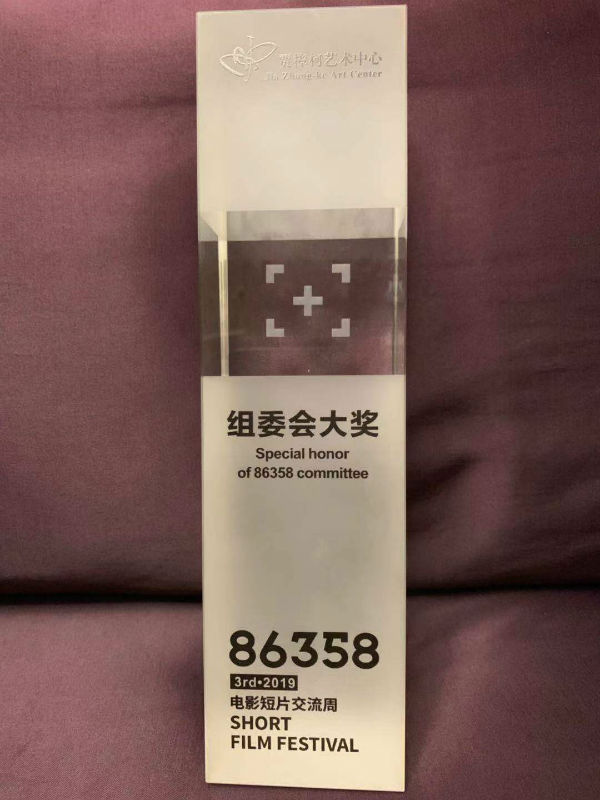 贾樟柯艺术中心
Jia Zhang-ke Art Center
组委会大奖
Special honor
of 86358 committee
86358
3rd•2019
电影短片交流周
SHORT
FILM FESTIVAL